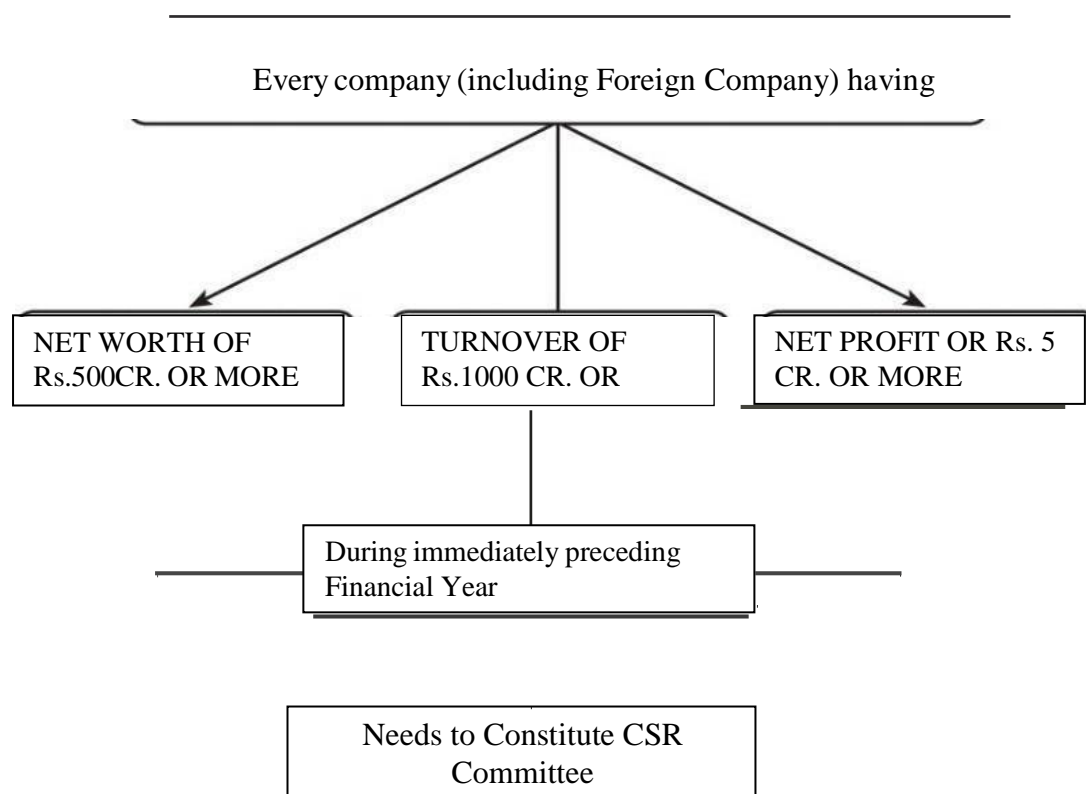 Every company (including Foreign Company) having
NET WORTH OF
Rs.500CR. OR MORE
TURNOVER OF
Rs.1000 CR. OR
NET PROFIT OR Rs. 5
CR. OR MORE
During immediately preceding
Financial Year
Needs to Constitute CSR
Committee